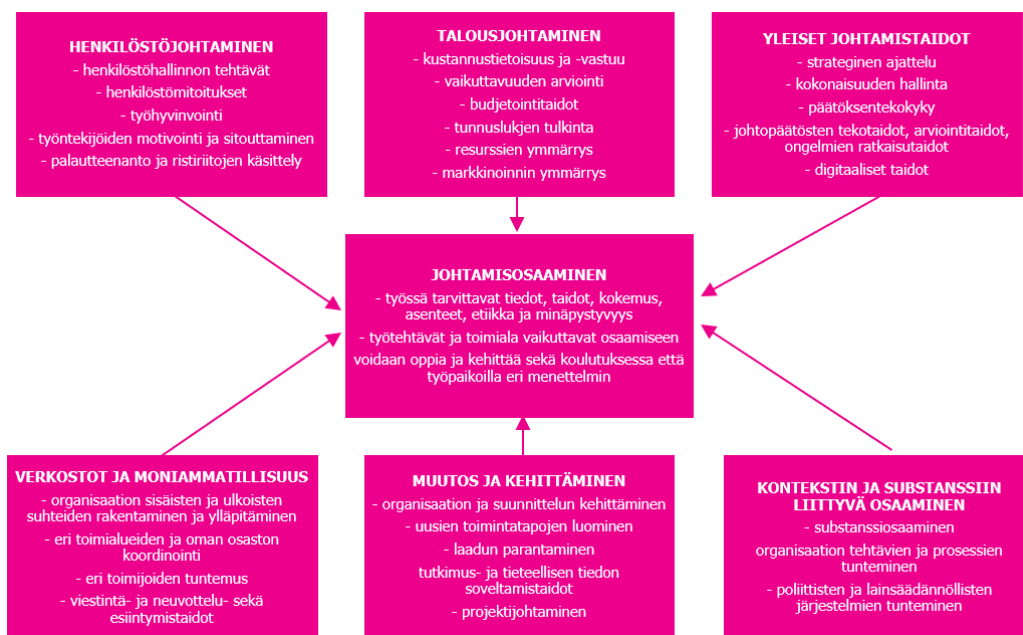 HENKILÖSTÖJOHTAMINEN
- henkilöstöhallinnon tehtävät
- henkilöstömitoitukset
- työhyvinvointi
- työntekijöiden motivointi ja sitouttaminen
- palautteenanto ja ristiriitojen käsittely
TALOUSJOHTAMINEN
- kustannustietoisuus ja -vastuu
- vaikuttavuuden arviointi
- budjetointitaidot
- tunnuslukjen tulkinta
- resurssien ymmärrys
- markkinoinnin ymmärrys
YLEISET JOHTAMISTAIDOT
- strateginen ajattelu
- kokonaisuuden hallinta
- päätöksentekokyky
- johtopäätösten tekotaidot, arviointitaidot,
ongelmien ratkaisutaidot
- digitaaliset taidot
JOHTAMISOSAAMINEN
- työssä tarvittavat tiedot, taidot, kokemus,
asenteet, etiikka ja minäpystyvyys
- työtehtävät ja toimiala vaikuttavat osaamiseen
voidaan oppia ja kehittää sekä koulutuksessa että
työpaikoilla eri menettelmin
VERKOSTOT JA MONIAMMATILLISUUS
- organisaation sisäisten ja ulkoisten
suhteiden rakentaminen ja ylläpitäminen
- eri toimialueiden ja oman osaston
koordinointi
- eri toimijoiden tuntemus
- viestintä- ja neuvottelu- sekä
esiintymistaidot
MUUTOS JA KEHITTÄMINEN
- organisaation ja suunnittelun kehittäminen
- uusien toimintatapojen luominen
- laadun parantaminen
tutkimus- ja tieteellisen tiedon
soveltamistaidot
- projektijohtaminen
KONTEKSTIN JA SUBSTANSSIIN
LIITTYVÄ OSAAMINEN
- substanssiosaaminen
organisaation tehtävien ja prosessien
tunteminen
- poliittisten ja lainsäädännöllisten
järjestelmien tunteminen